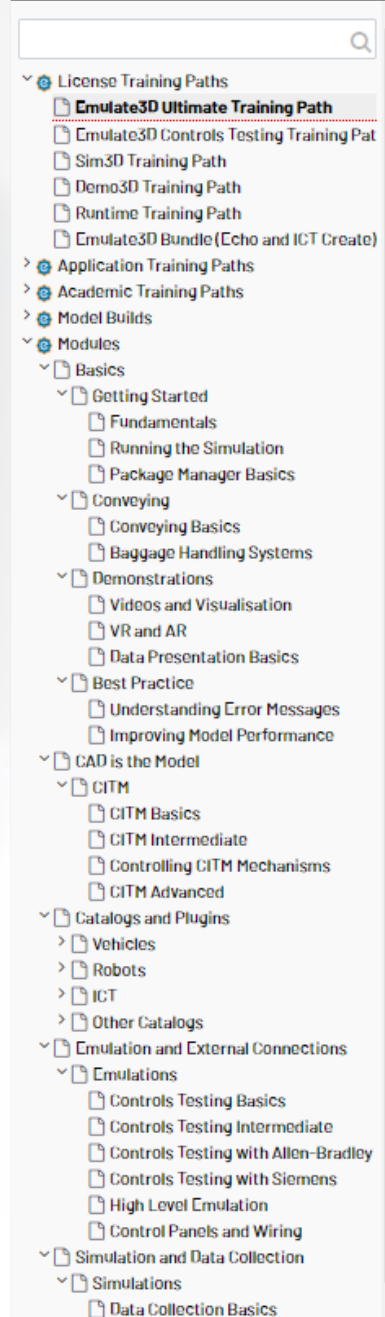 License Training Paths
Emulate3D Ultimate Training Path
Emulate3D Controls Testing Training Pat
Sim3D Training Path
Demo3D Training Path
Runtime Training Path
Emulate3D Bundle (Echo and ICT Create)
Application Training Paths
Academic Training Paths
Model Builds
Modules
Basics
Getting Started
Fundamentals
Running the Simulation
Package Manager Basics
Conveying
Conveying Basics
Baggage Handling Systems
Demonstrations
Videos and Visualisation
VR and AR
Data Presentation Basics
Best Practice
Understanding Error Messages
Improving Model Performance
CAD is the Model
CITM
CITM Basics
CITM Intermediate
Controlling CITM Mechanisms
CITM Advanced
Catalogs and Plugins
Vehicles
Robots
ICT
Other Catalogs
Emulation and External Connections
Emulations
Controls Testing Basics
Controls Testing Intermediate
Controls Testing with Allen-Bradley
Controls Testing with Siemens
High Level Emulation
Control Panels and Wiring
Simulation and Data Collection
Simulations
Data Collection Basics